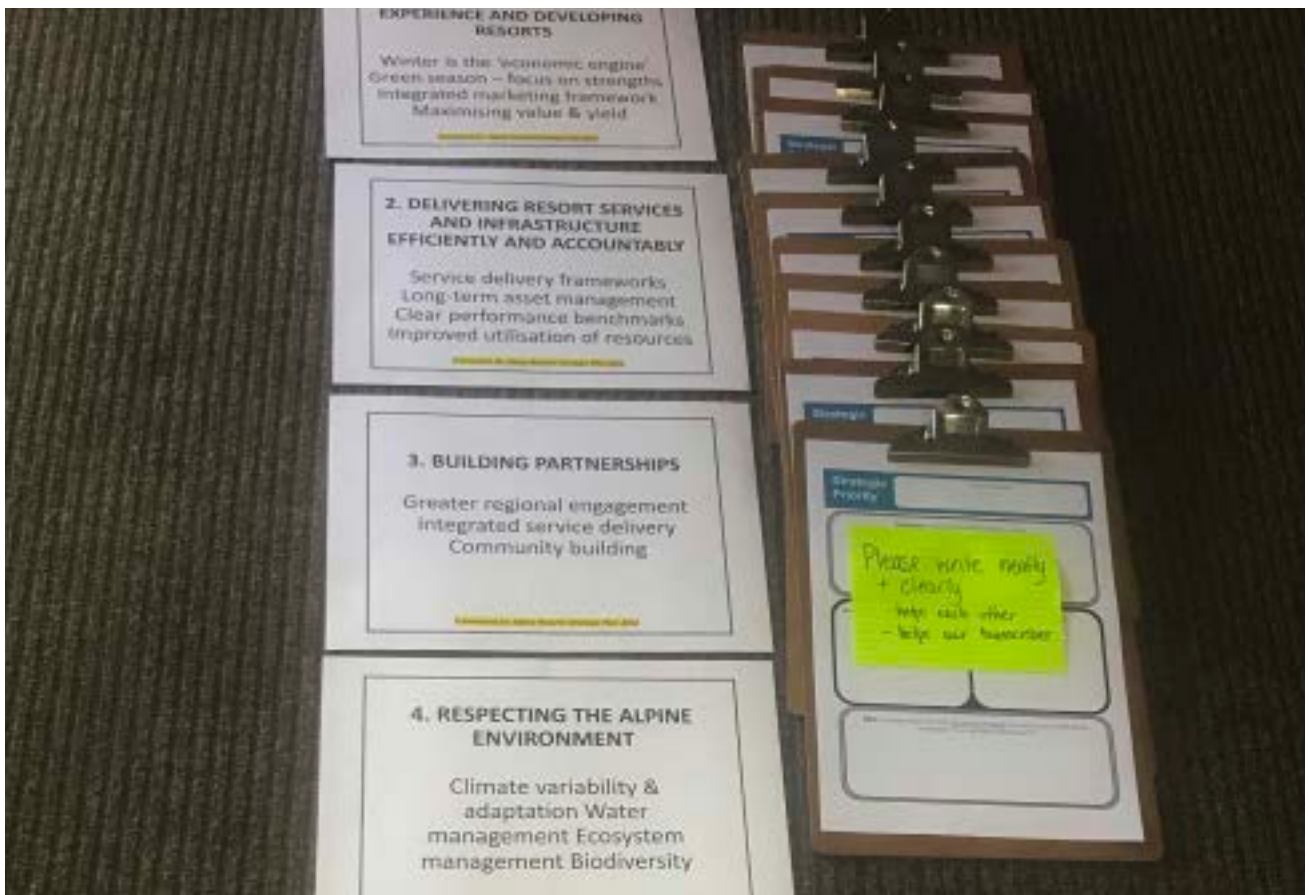 EXPERIENCE AND DEVELOPING
RESORTS
Winter is the 'economic engine'
Green season – focus on strengths
Integrated marketing framework
Maximising value & yield
2. DELIVERING RESORT SERVICES
AND INFRASTRUCTURE
EFFICIENTLY AND ACCOUNTABLY
Service delivery frameworks
Long-term asset management
Clear performance benchmarks
Improved utilisation of resources
3. BUILDING PARTNERSHIPS
Greater regional engagement
Integrated service delivery
Community building
4. RESPECTING THE ALPINE
ENVIRONMENT
Climate variability &
adaptation Water
management Ecosystem
management Biodiversity
Strategic
Strategic
Strategic
Priority
Please write neatly
+ clearly
- helps each other
- helps our transcriber